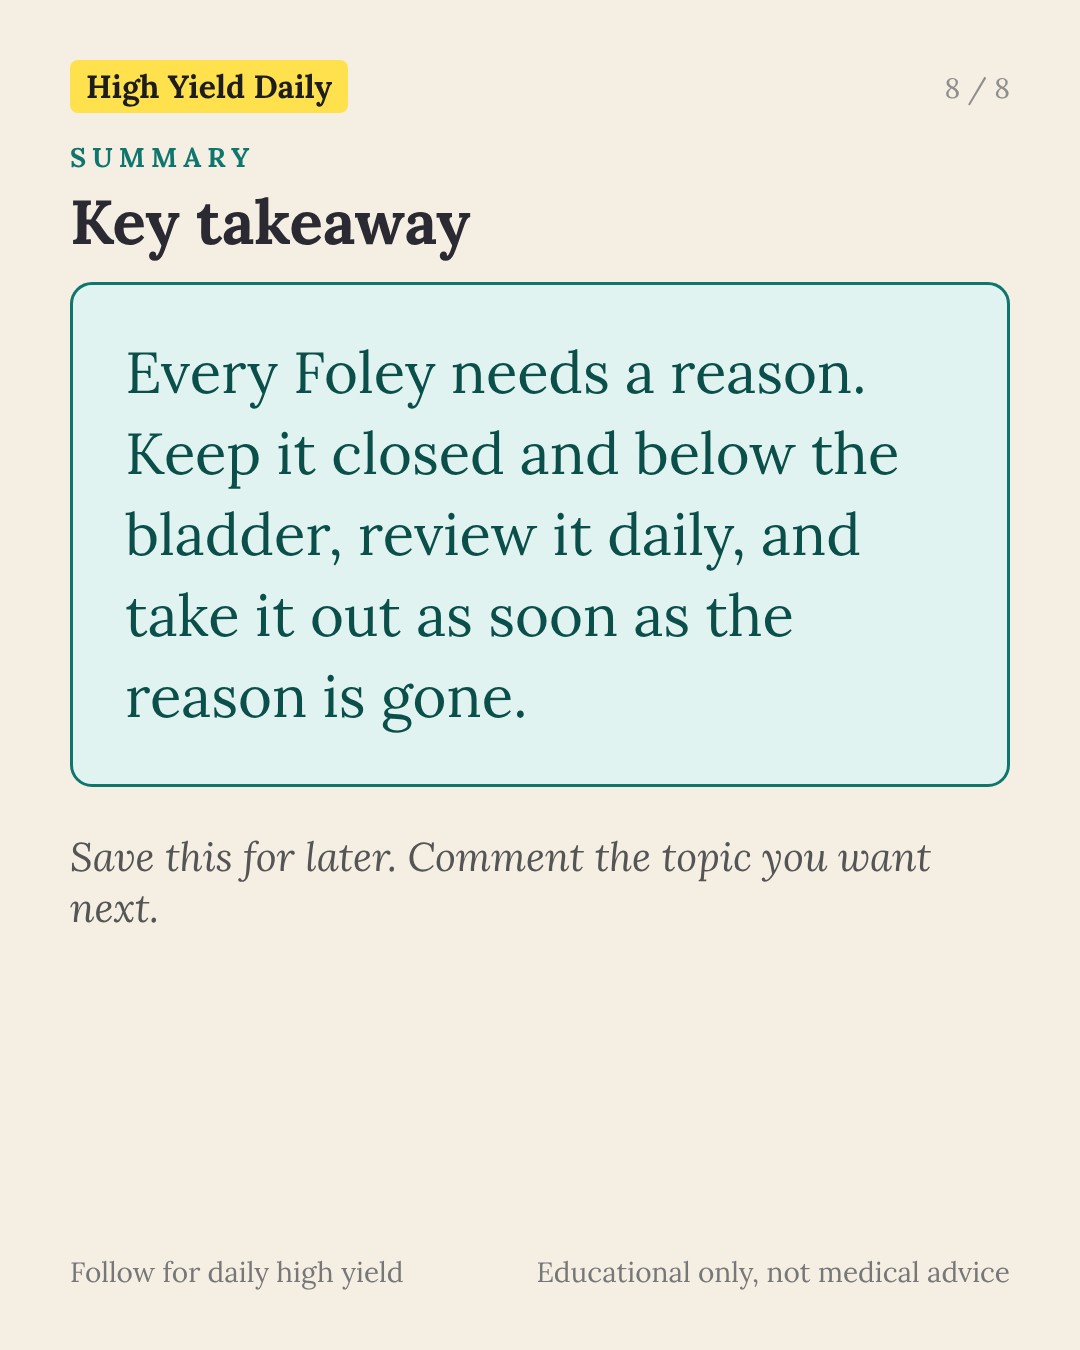 High Yield Daily
8 / 8
SUMMARY
Key takeaway
Every Foley needs a reason.
Keep it closed and below the
bladder, review it daily, and
take it out as soon as the
reason is gone.
Save this for later. Comment the topic you want
next.
Follow for daily high yield
Educational only, not medical advice